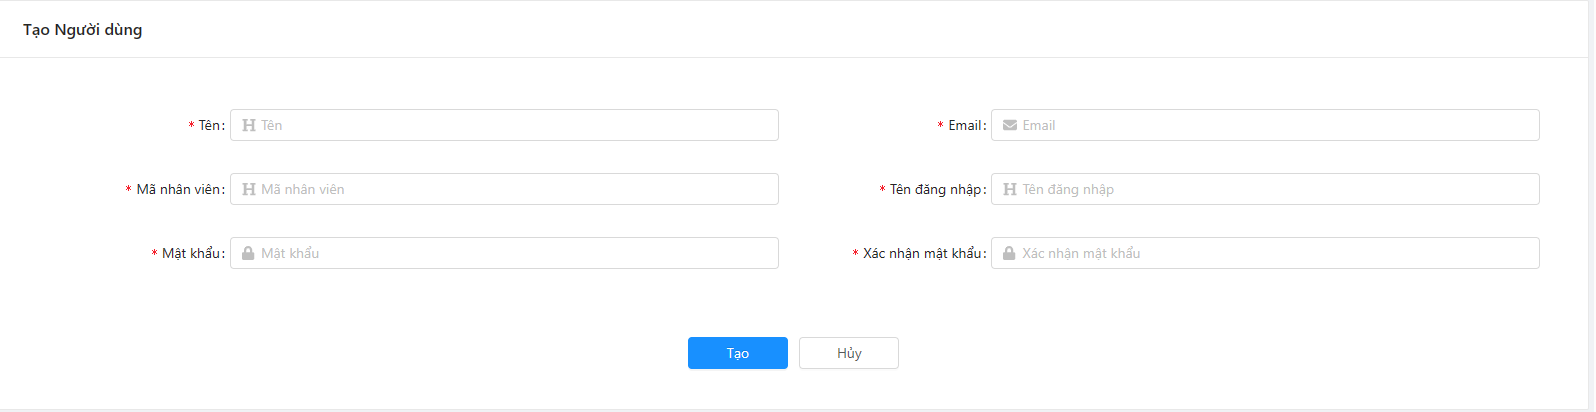 Tạo Người dùng
* Tên: Tên
* Email: Email
* Mã nhân viên: Mã nhân viên
* Tên đăng nhập: Tên đăng nhập
* Mật khẩu: Mật khẩu
* Xác nhận mật khẩu: Xác nhận mật khẩu
Tạo
Hủy